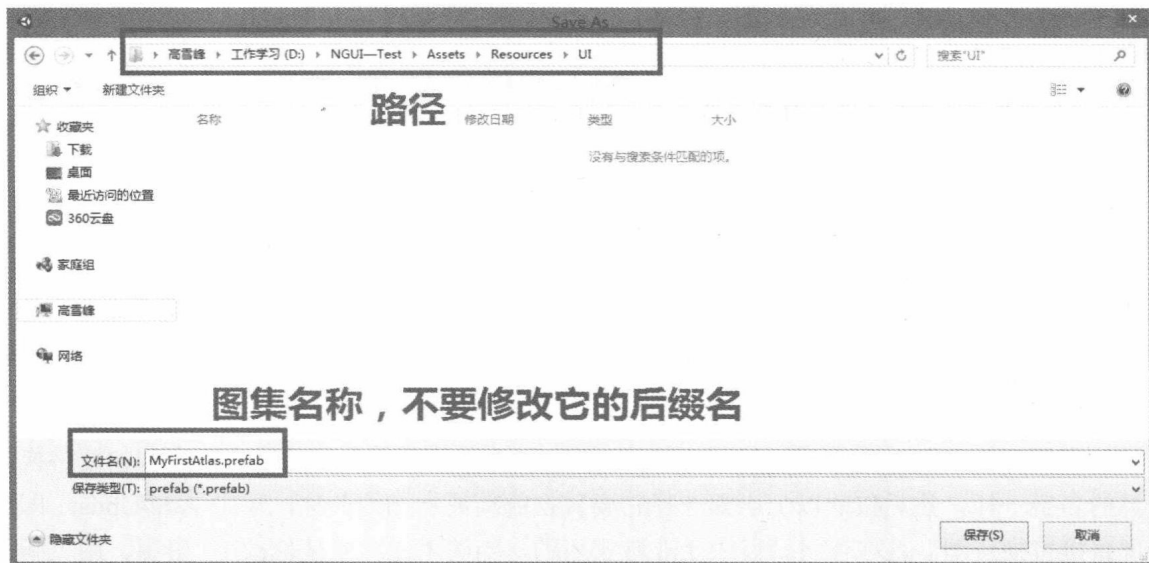 Save As
高雪峰 工作学习 (D:) NGUI—Test Assets Resources UI
搜索"UI"
组织 新建文件夹
路径
名称 修改日期 类型 大小
没有与搜索条件匹配的项。
收藏夹
下载
桌面
最近访问的位置
360云盘
家庭组
高雪峰
网络
图集名称，不要修改它的后缀名
文件名(N): MyFirstAtlas.prefab
保存类型(T): prefab (*.prefab)
隐藏文件夹 保存(S) 取消